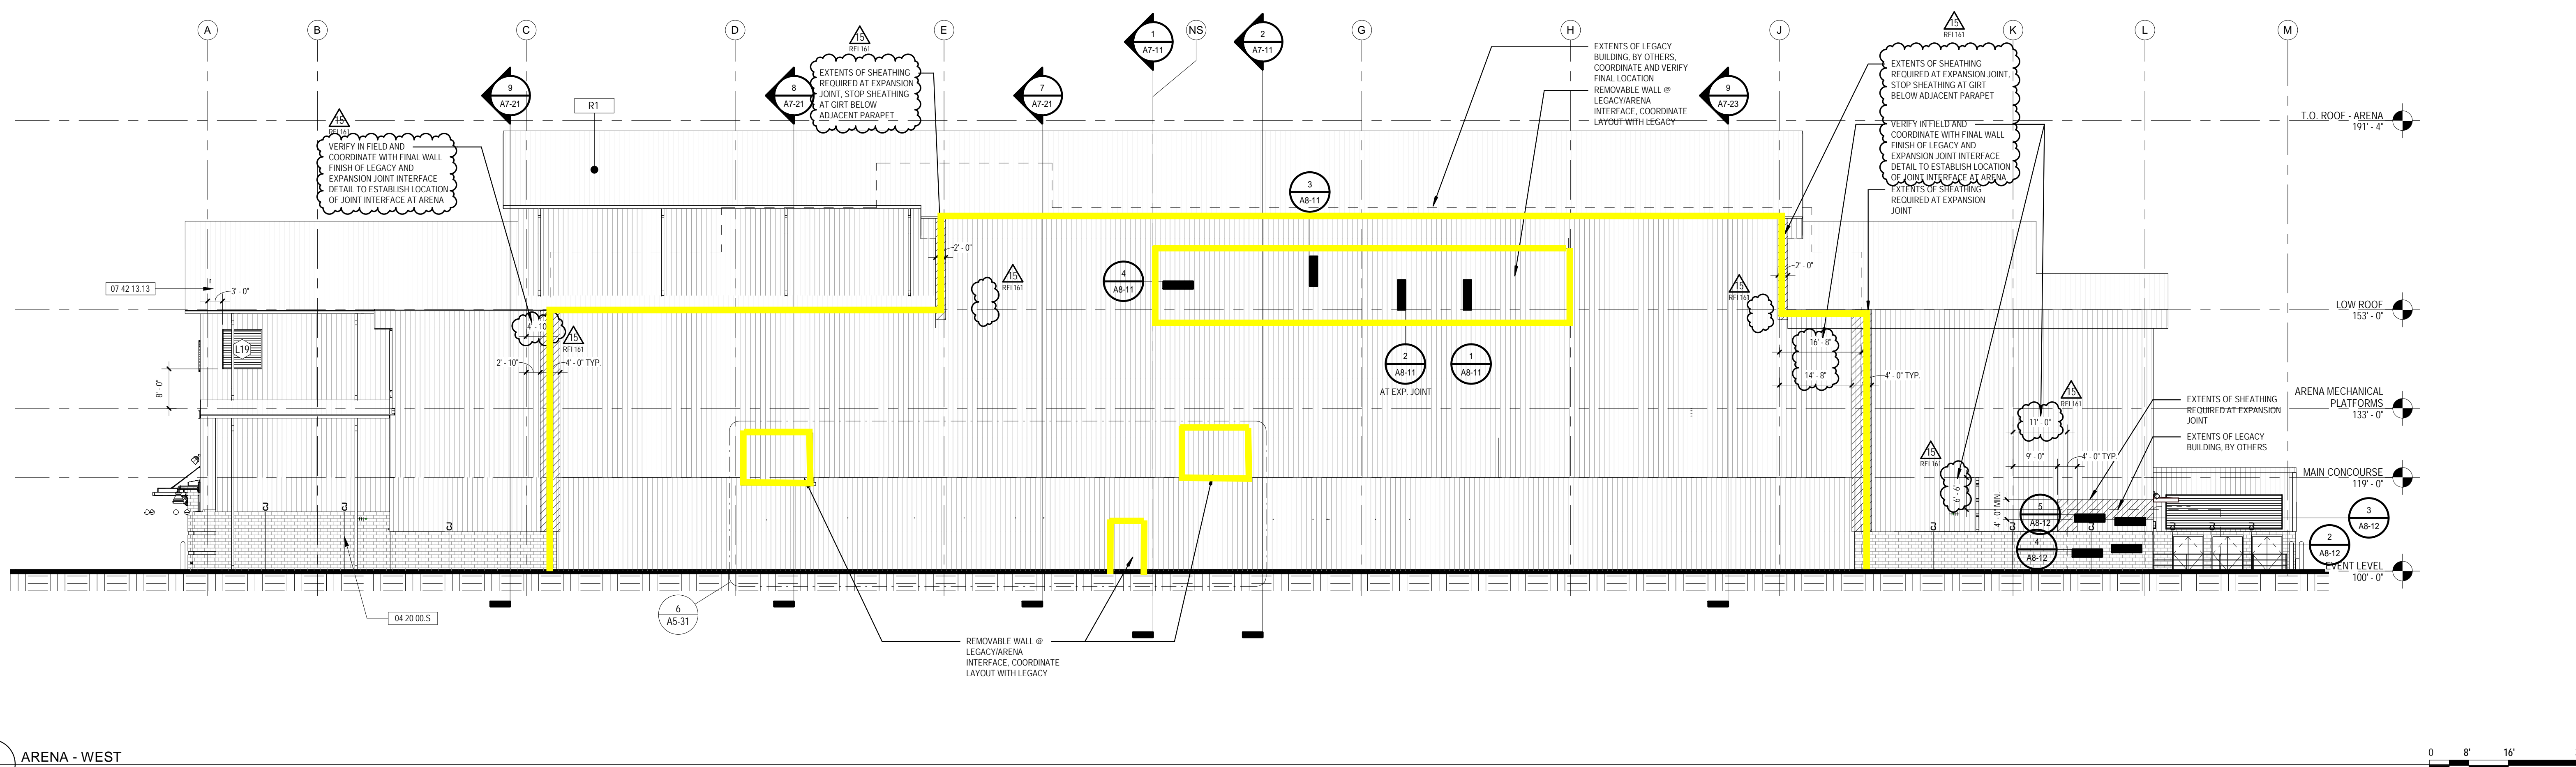 A
B
C
D
E
NS
G
H
J
K
L
M
1
A7-11
2
A7-11
15
RFI 161
15
RFI 161
EXTENTS OF LEGACY
BUILDING, BY OTHERS,
COORDINATE AND VERIFY
FINAL LOCATION
REMOVABLE WALL @
LEGACY/ARENA
INTERFACE, COORDINATE
LAYOUT WITH LEGACY
EXTENTS OF SHEATHING
REQUIRED AT EXPANSION
JOINT, STOP SHEATHING
AT GIRT BELOW
ADJACENT PARAPET
EXTENTS OF SHEATHING
REQUIRED AT EXPANSION JOINT,
STOP SHEATHING AT GIRT
BELOW ADJACENT PARAPET
VERIFY IN FIELD AND
COORDINATE WITH FINAL WALL
FINISH OF LEGACY AND
EXPANSION JOINT INTERFACE
DETAIL TO ESTABLISH LOCATION
OF JOINT INTERFACE AT ARENA
EXTENTS OF SHEATHING
REQUIRED AT EXPANSION
JOINT
9
A7-21
R1
8
A7-21
7
A7-21
9
A7-23
15
RFI 161
VERIFY IN FIELD AND
COORDINATE WITH FINAL WALL
FINISH OF LEGACY AND
EXPANSION JOINT INTERFACE
DETAIL TO ESTABLISH LOCATION
OF JOINT INTERFACE AT ARENA
T.O. ROOF - ARENA
191' - 4"
3
A8-11
2' - 0"
2' - 0"
4
A8-11
15
RFI 161
15
RFI 161
07 42 13.13
3' - 0"
LOW ROOF
153' - 0"
4' - 10"
15
RFI 161
L19
2' - 10"
4' - 0" TYP.
8' - 0"
2
A8-11
AT EXP. JOINT
1
A8-11
16' - 8"
14' - 8"
4' - 0" TYP.
ARENA MECHANICAL
PLATFORMS
133' - 0"
15
RFI 161
11' - 0"
EXTENTS OF SHEATHING
REQUIRED AT EXPANSION
JOINT
EXTENTS OF LEGACY
BUILDING, BY OTHERS
15
RFI 161
9' - 0"
4' - 0" TYP.
MAIN CONCOURSE
119' - 0"
6' - 6"
4' - 0" MIN.
5
A8-12
4
A8-12
3
A8-12
2
A8-12
EVENT LEVEL
100' - 0"
04 20 00.S
6
A5-31
REMOVABLE WALL @
LEGACY/ARENA
INTERFACE, COORDINATE
LAYOUT WITH LEGACY
ARENA - WEST
0
8'
16'